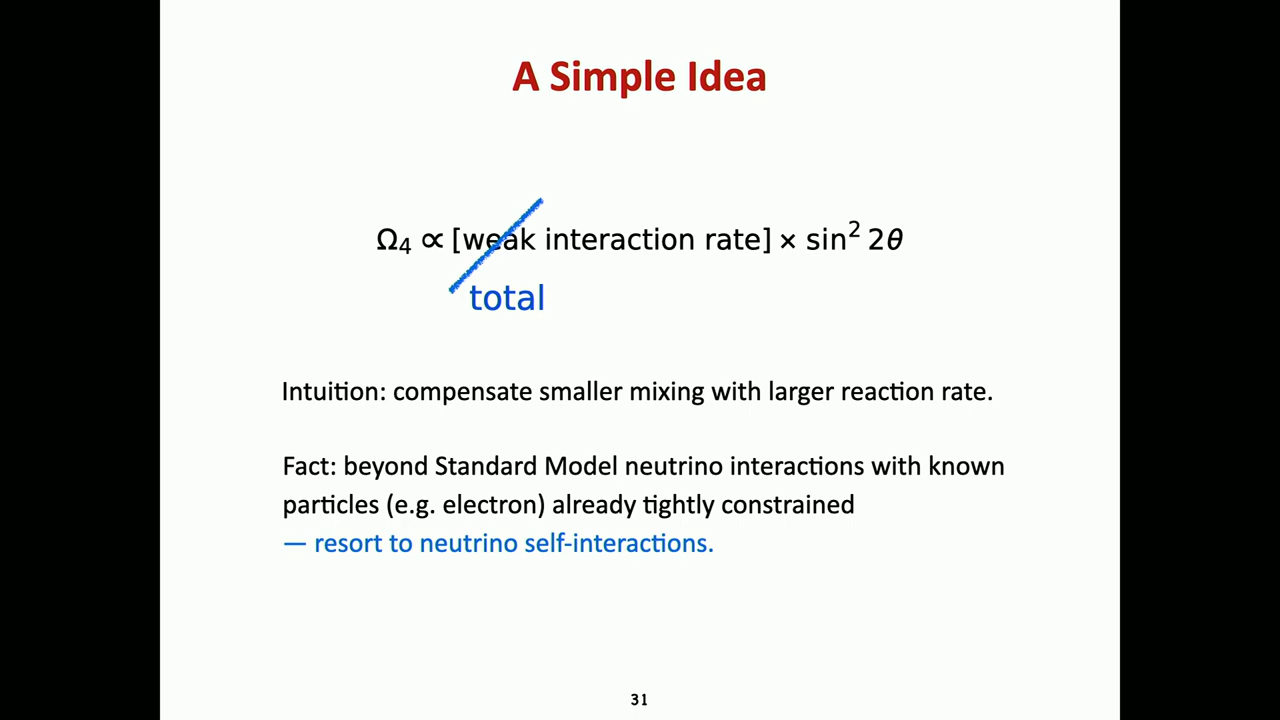 A Simple Idea
Ω₄ ∝ [weak interaction rate] × sin² 2θ
total
Intuition: compensate smaller mixing with larger reaction rate.
Fact: beyond Standard Model neutrino interactions with known
particles (e.g. electron) already tightly constrained
— resort to neutrino self-interactions.
31